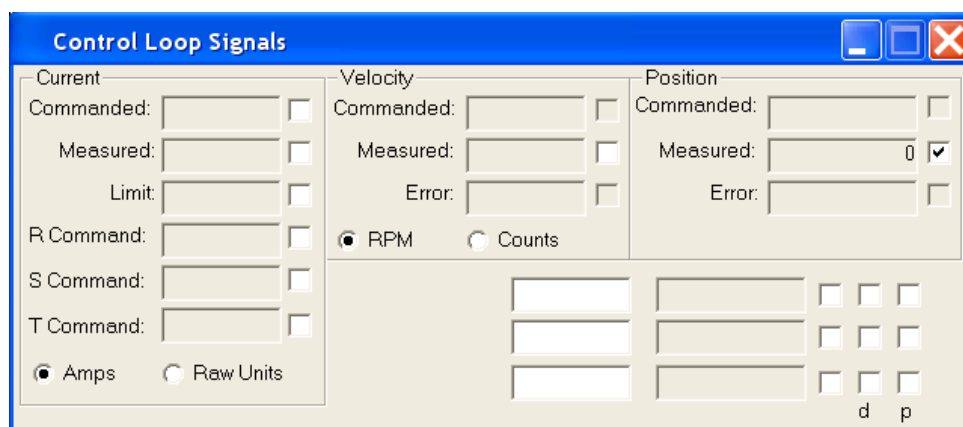 Control Loop Signals
Current
Commanded:
Measured:
Limit:
R Command:
S Command:
T Command:
Amps Raw Units
Velocity
Commanded:
Measured:
Error:
RPM Counts
Position
Commanded:
Measured: 0
Error:
d p